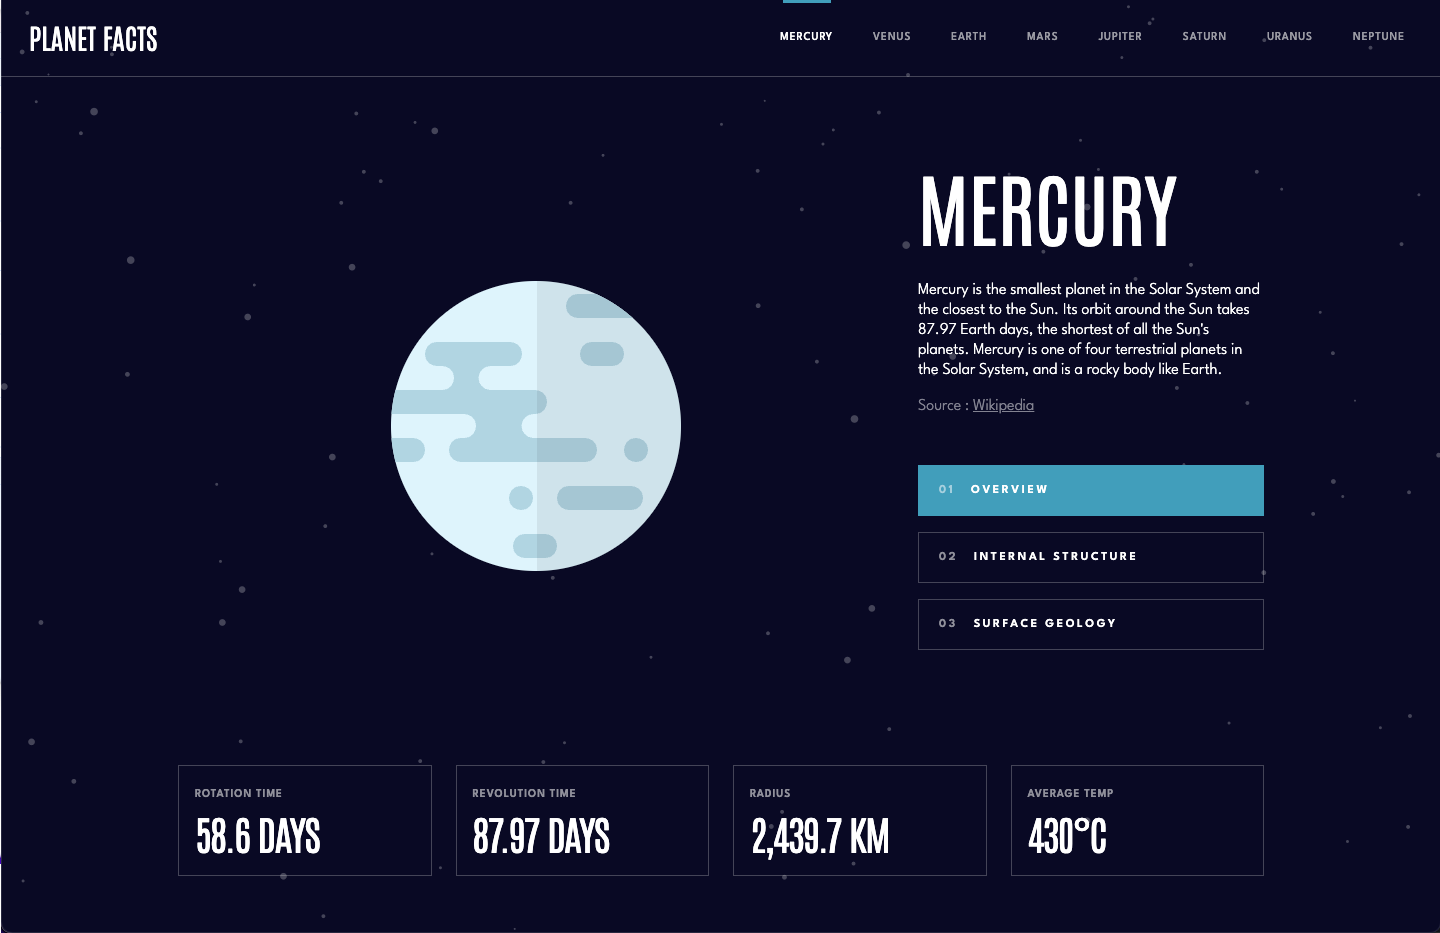 PLANET FACTS
MERCURY VENUS EARTH MARS JUPITER SATURN URANUS NEPTUNE
MERCURY
Mercury is the smallest planet in the Solar System and
the closest to the Sun. Its orbit around the Sun takes
87.97 Earth days, the shortest of all the Sun's
planets. Mercury is one of four terrestrial planets in
the Solar System, and is a rocky body like Earth.
Source : Wikipedia
01 OVERVIEW
02 INTERNAL STRUCTURE
03 SURFACE GEOLOGY
ROTATION TIME
58.6 DAYS
REVOLUTION TIME
87.97 DAYS
RADIUS
2,439.7 KM
AVERAGE TEMP
430°C